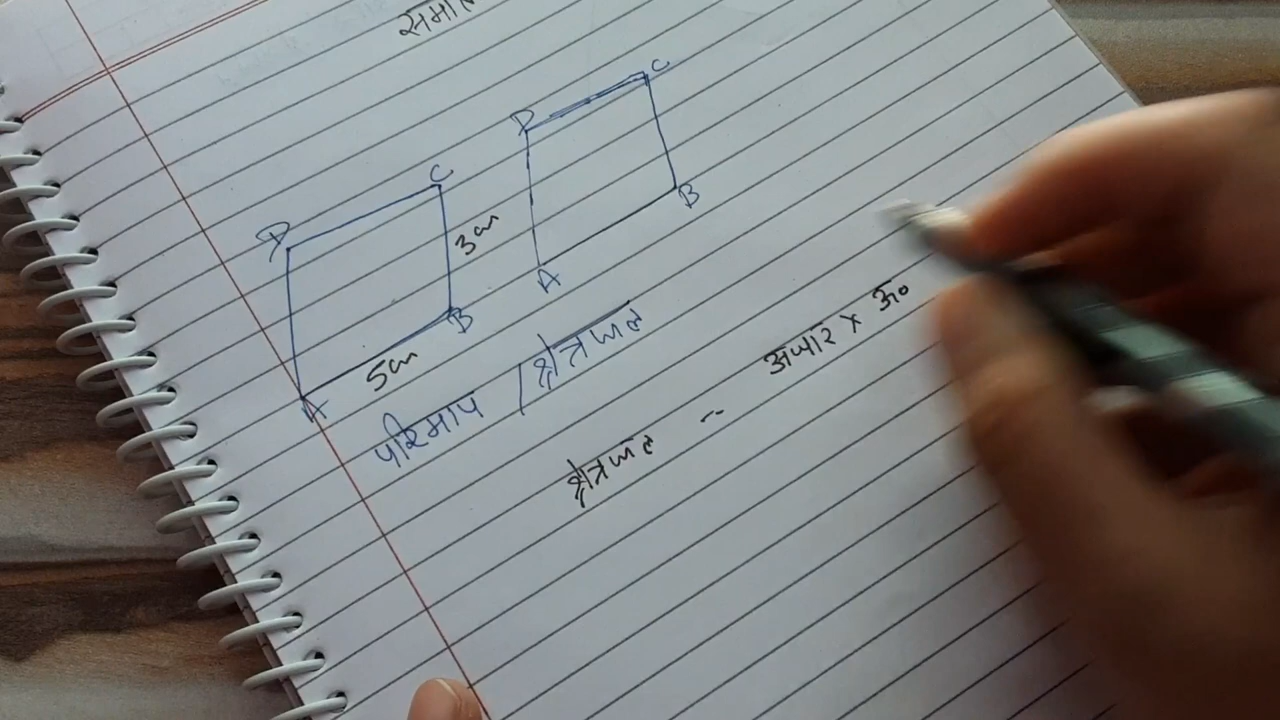 D C
A B
5cm
3cm
D C
A B
परिमाप / क्षेत्रफल
क्षेत्रफल = आधार × ऊँ०